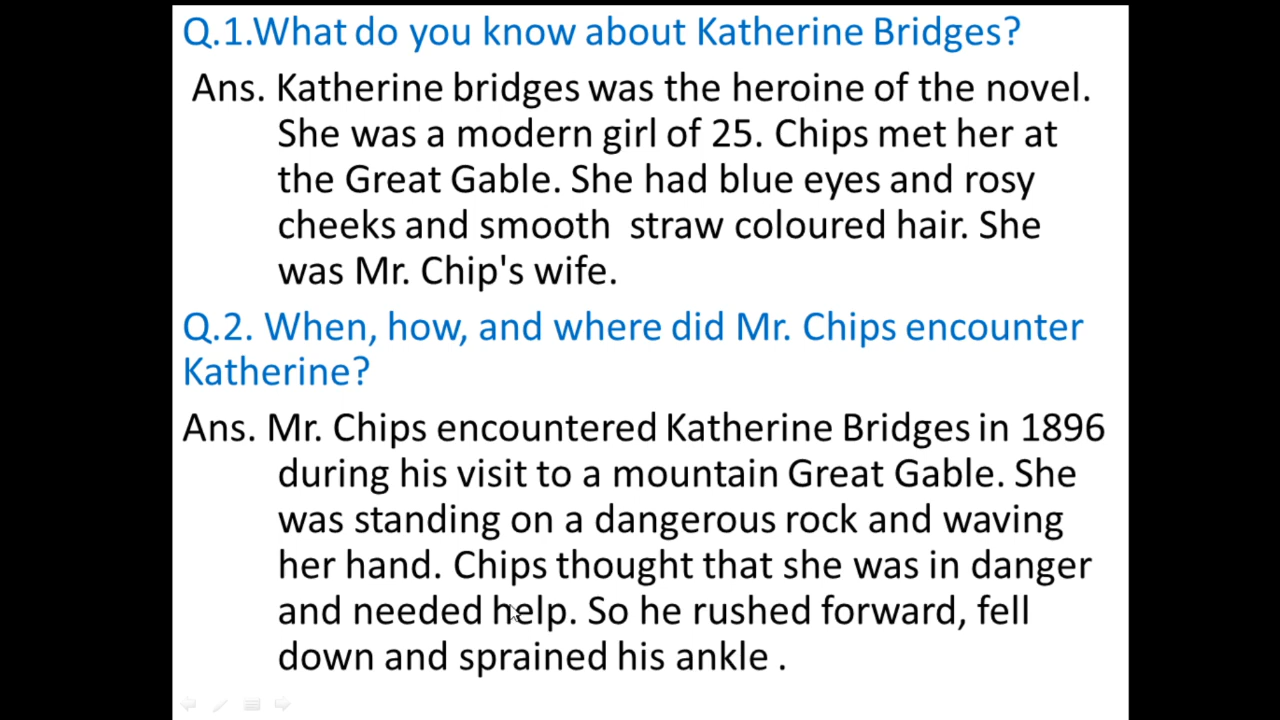 Q.1.What do you know about Katherine Bridges?
Ans. Katherine bridges was the heroine of the novel.
She was a modern girl of 25. Chips met her at
the Great Gable. She had blue eyes and rosy
cheeks and smooth  straw coloured hair. She
was Mr. Chip's wife.
Q.2. When, how, and where did Mr. Chips encounter
Katherine?
Ans. Mr. Chips encountered Katherine Bridges in 1896
during his visit to a mountain Great Gable. She
was standing on a dangerous rock and waving
her hand. Chips thought that she was in danger
and needed help. So he rushed forward, fell
down and sprained his ankle .